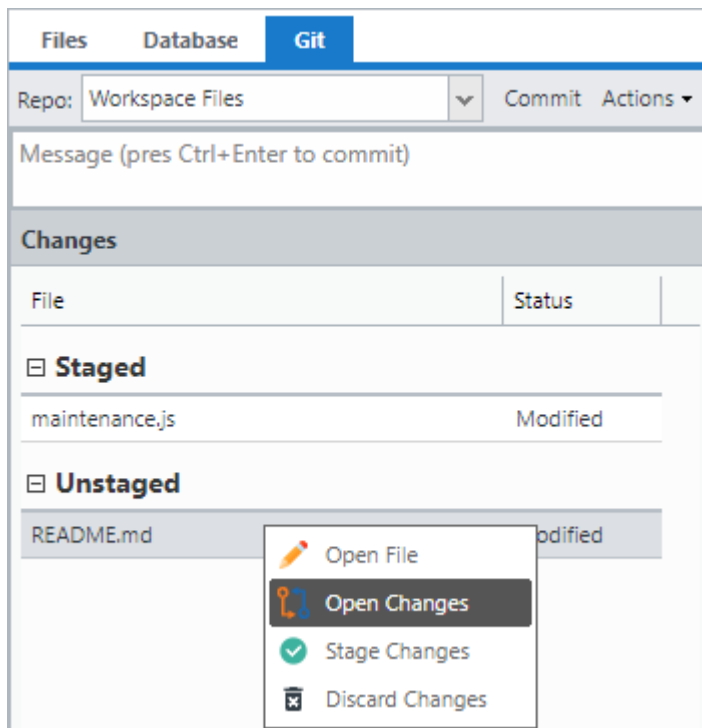 Files Database Git
Repo: Workspace Files Commit Actions
Message (pres Ctrl+Enter to commit)
Changes
File Status
Staged
maintenance.js Modified
Unstaged
README.md odified
Open File
Open Changes
Stage Changes
Discard Changes